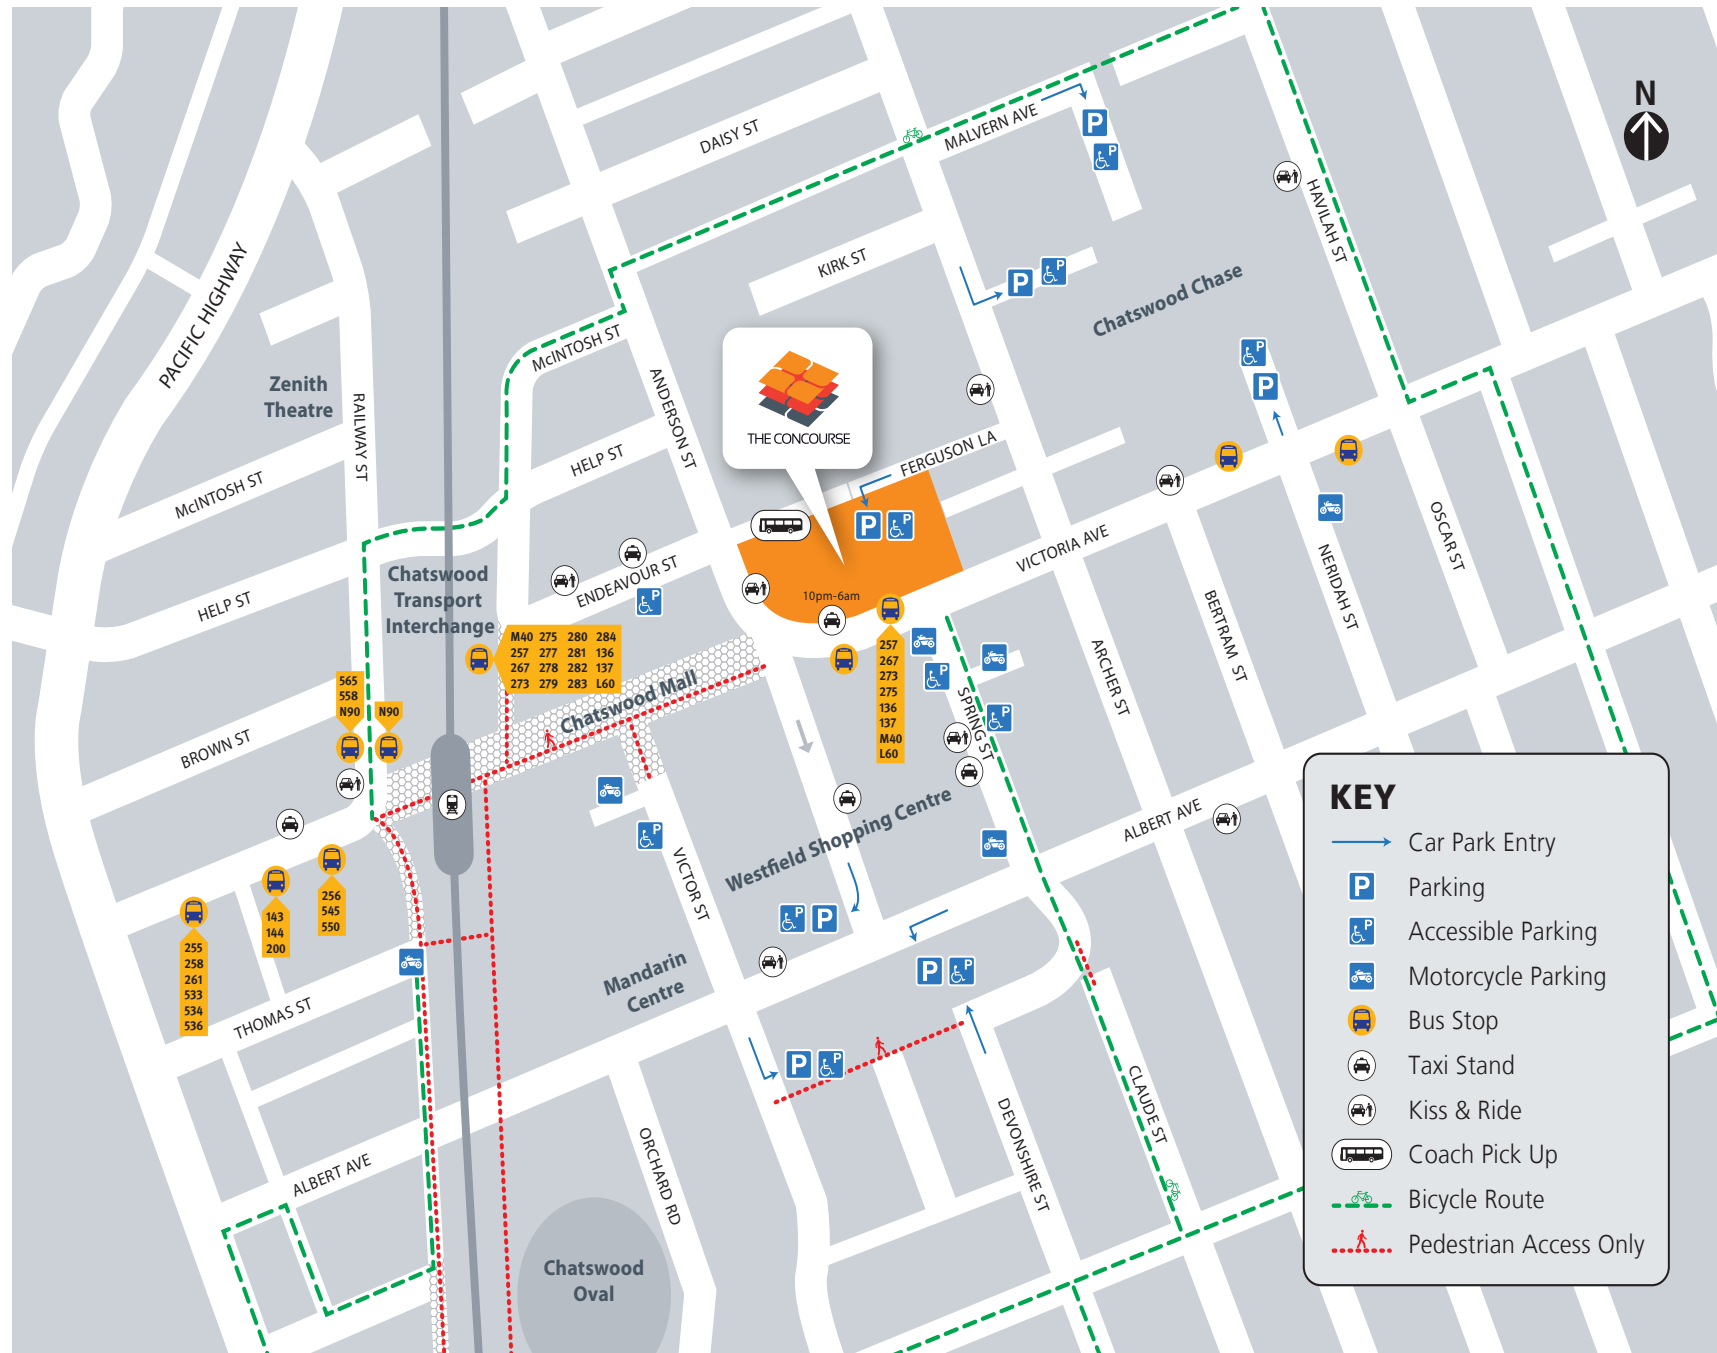 N
DAISY ST
MALVERN AVE
P
P
HAVILAH ST
PACIFIC HIGHWAY
KIRK ST
P
P
Chatswood Chase
McINTOSH ST
Zenith
Theatre
RAILWAY ST
ANDERSON ST
THE CONCOURSE
P
P
HELP ST
FERGUSON LA
McINTOSH ST
P
P
VICTORIA AVE
OSCAR ST
NERIDAH ST
Chatswood
Transport
Interchange
ENDEAVOUR ST
P
HELP ST
10pm-6am
BERTRAM ST
ARCHER ST
M40 275 280 284
257 277 281 136
267 278 282 137
273 279 283 L60
257
267
273
275
136
137
M40
L60
P
P
SPRING ST
Chatswood Mall
565
558
N90
N90
BROWN ST
Westfield Shopping Centre
ALBERT AVE
P
VICTOR ST
256
545
550
143
144
200
255
258
261
533
534
536
P
P
P
P
Mandarin
Centre
THOMAS ST
P
P
CLAUDE ST
DEVONSHIRE ST
ORCHARD RD
ALBERT AVE
Chatswood
Oval
KEY
Car Park Entry
P
Parking
P
Accessible Parking
Motorcycle Parking
Bus Stop
Taxi Stand
Kiss & Ride
Coach Pick Up
Bicycle Route
Pedestrian Access Only